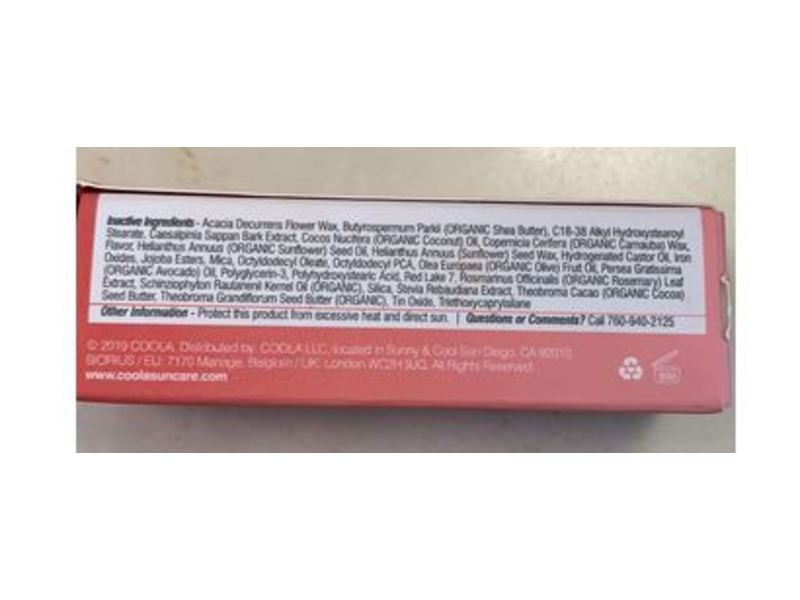 Inactive Ingredients - Acacia Decurrens Flower Wax, Butyrospermum Parkii (ORGANIC Shea Butter), C18-38 Alkyl Hydroxystearoyl
Stearate, Caesalpinia Sappan Bark Extract, Cocos Nucifera (ORGANIC Coconut) Oil, Copernicia Cerifera (ORGANIC Carnauba) Wax,
Flavor, Helianthus Annuus (ORGANIC Sunflower) Seed Oil, Helianthus Annuus (Sunflower) Seed Wax, Hydrogenated Castor Oil, Iron
Oxides, Jojoba Esters, Mica, Octyldodecyl Oleate, Octyldodecyl PCA, Olea Europaea (ORGANIC Olive) Fruit Oil, Persea Gratissima
(ORGANIC Avocado) Oil, Polyglycerin-3, Polyhydroxystearic Acid, Red Lake 7, Rosmarinus Officinalis (ORGANIC Rosemary) Leaf
Extract, Schinziophyton Rautanenii Kernel Oil (ORGANIC), Silica, Stevia Rebaudiana Extract, Theobroma Cacao (ORGANIC Cocoa)
Seed Butter, Theobroma Grandiflorum Seed Butter (ORGANIC), Tin Oxide, Triethoxycaprylylsilane
Other Information - Protect this product from excessive heat and direct sun. | Questions or Comments? Call 760-940-2125
© 2019 COOLA. Distributed by: COOLA LLC, located in Sunny & Cool San Diego, CA
BIORIUS / EU: 7170 Manage, Belgium / UK: London WC2H 9JQ. All Rights Reserved
www.coolasuncare.com